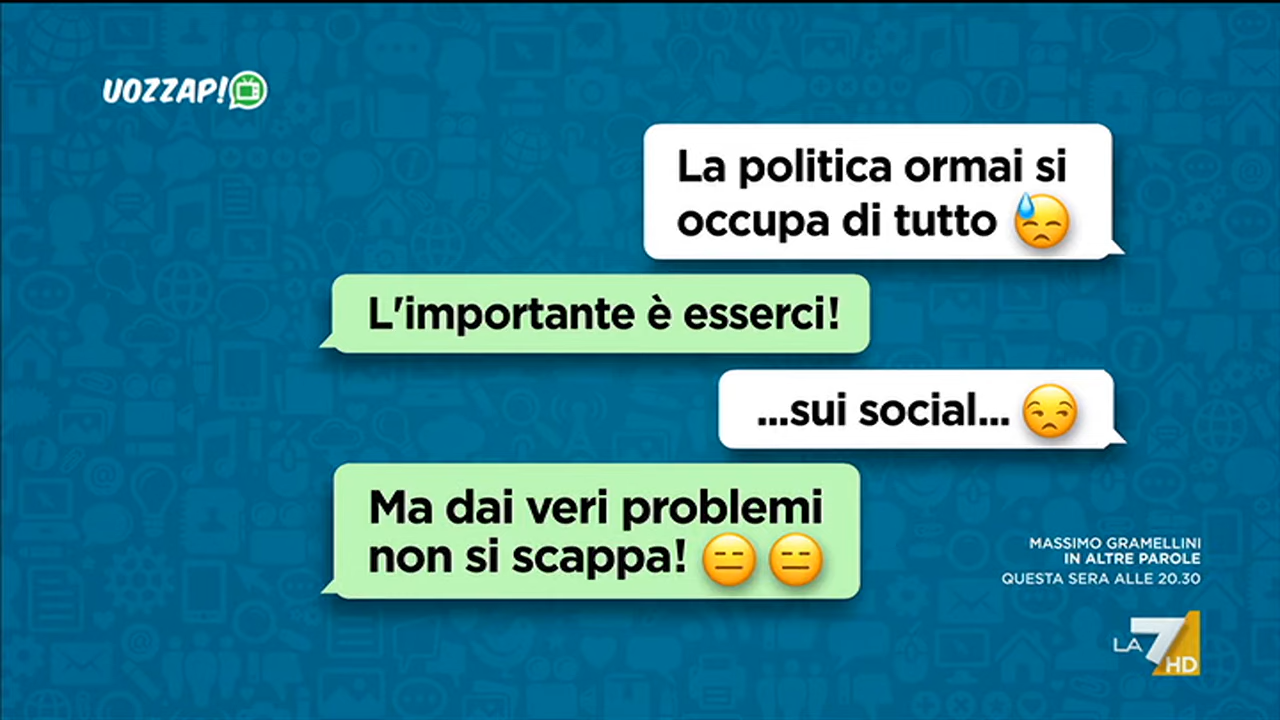 UOZZAP!
La politica ormai si
occupa di tutto 😓
L'importante è esserci!
...sui social... 😒
Ma dai veri problemi
non si scappa! 😑 😑
MASSIMO GRAMELLINI
IN ALTRE PAROLE
QUESTA SERA ALLE 20.30
LA7 HD